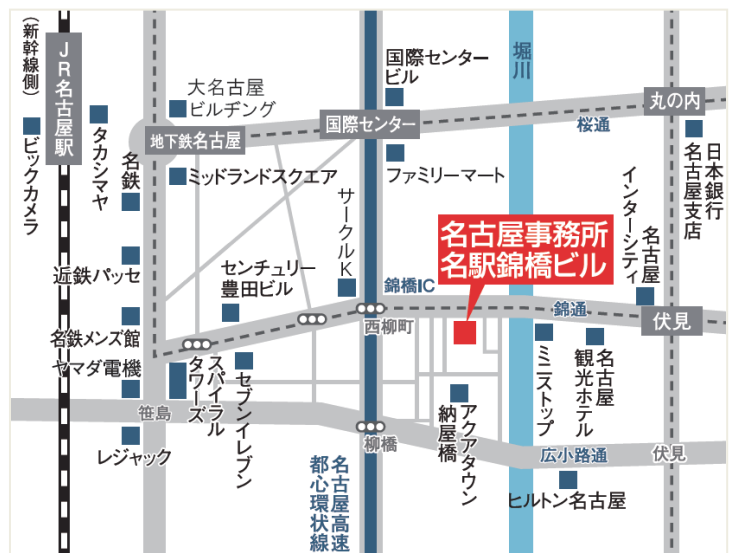 (新幹線側)
JR名古屋駅
ビックカメラ
タカシマヤ
名鉄
大名古屋
ビルヂング
地下鉄名古屋
ミッドランドスクエア
国際センター
ビル
国際センター
ファミリーマート
堀川
丸の内
桜通
日本銀行
名古屋支店
名古屋
インターシティ
サークルK
名古屋事務所
名駅錦橋ビル
近鉄パッセ
センチュリー
豊田ビル
錦橋IC
錦通
伏見
西柳町
名鉄メンズ館
ヤマダ電機
スパイラル
タワーズ
セブンイレブン
ミニストップ
名古屋
観光ホテル
笹島
アクアタウン
納屋橋
柳橋
レジャック
名古屋高速
都心環状線
広小路通
伏見
ヒルトン名古屋